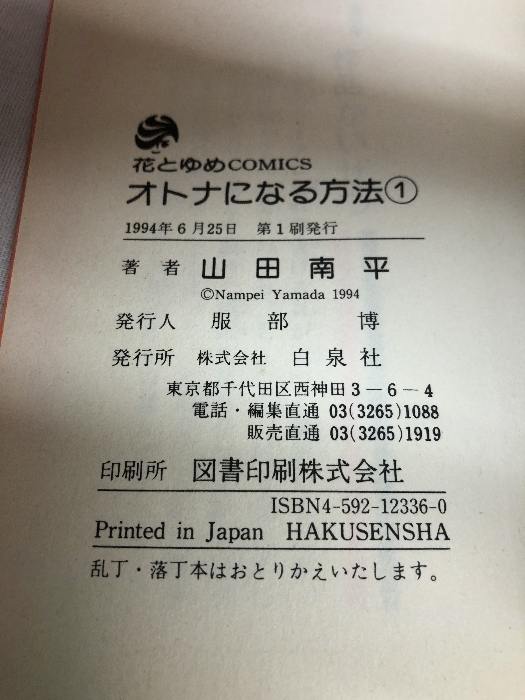 花とゆめCOMICS
オトナになる方法①
1994年6月25日 第1刷発行
著者 山田南平
©Nampei Yamada 1994
発行人 服部 博
発行所 株式会社 白泉社
東京都千代田区西神田3－6－4
電話・編集直通 03(3265)1088
販売直通 03(3265)1919
印刷所 図書印刷株式会社
ISBN4-592-12336-0
Printed in Japan HAKUSENSHA
乱丁・落丁本はおとりかえいたします。